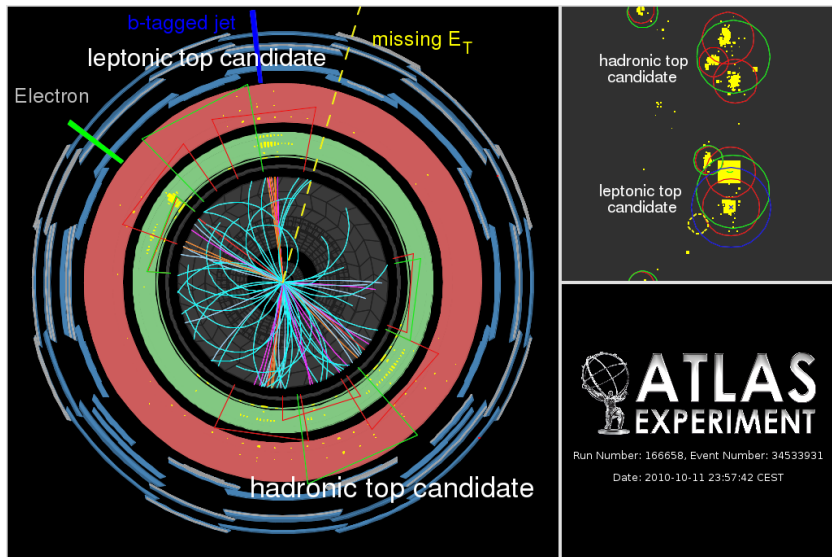 b-tagged jet
leptonic top candidate
missing E_T
Electron
hadronic top candidate
hadronic top
candidate
leptonic top
candidate
ATLAS
EXPERIMENT
Run Number: 166658, Event Number: 34533931
Date: 2010-10-11 23:57:42 CEST